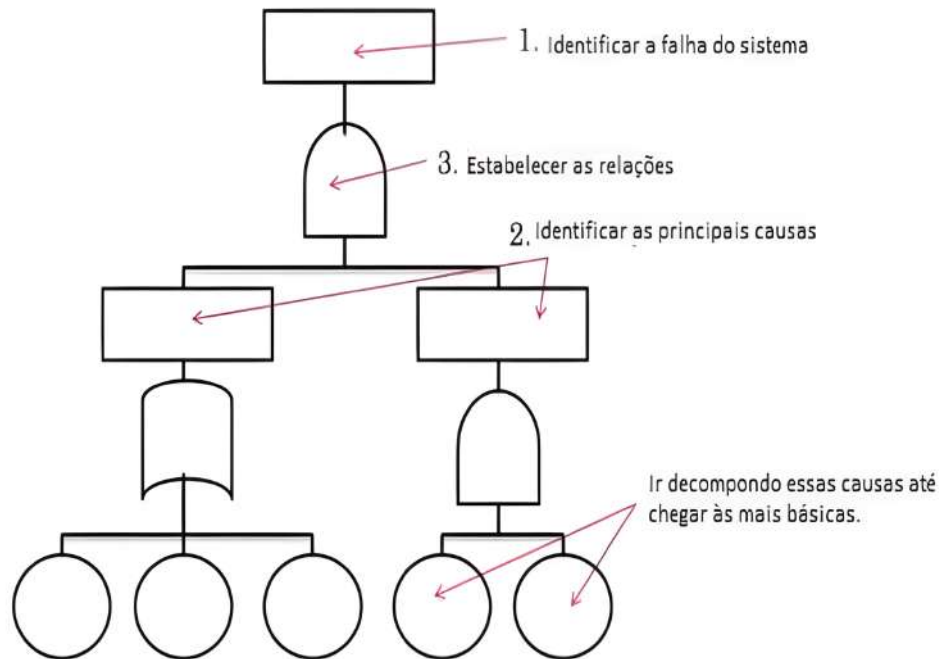 1. Identificar a falha do sistema
3. Estabelecer as relações
2. Identificar as principais causas
Ir decompondo essas causas até
chegar às mais básicas.